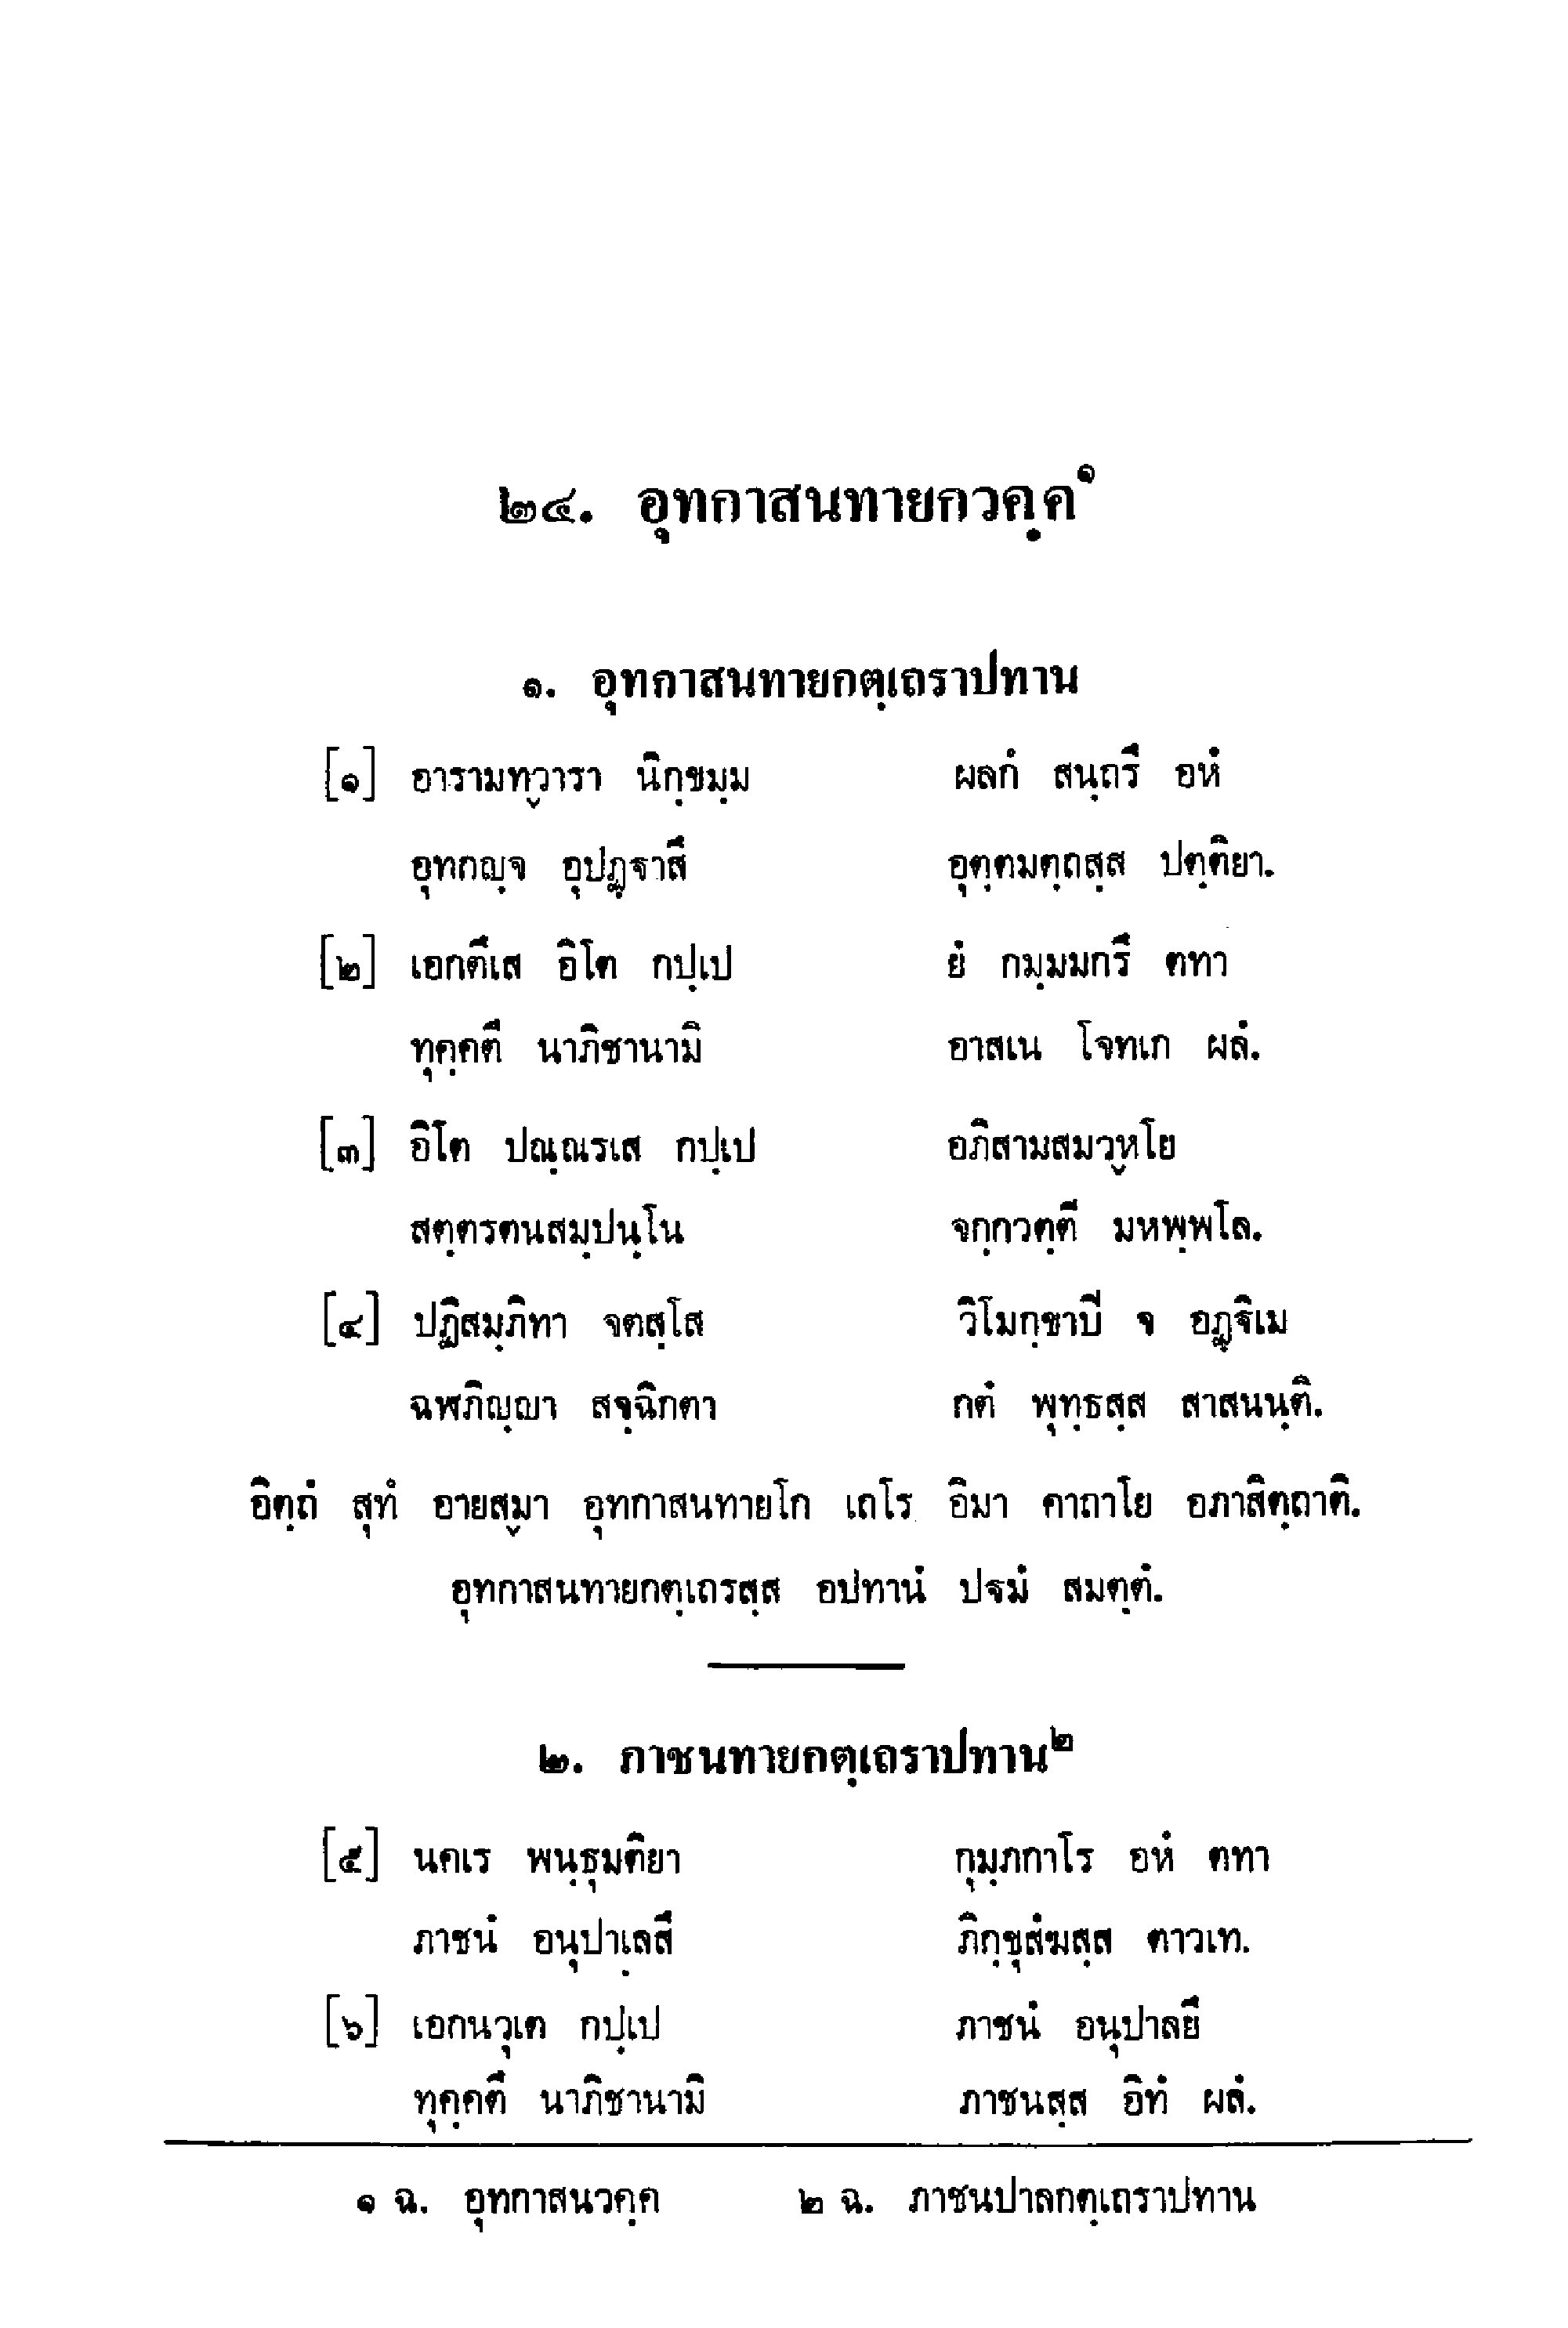 ๒๔. อุทกาสนทายกวคฺค๑
๑. อุทกาสนทายกตฺเถราปทาน
[๑] อารามทฺวารา นิกฺขมฺม ผลกํ สนฺถรึ อหํ
อุทกญฺจ อุปฏฺฐาสึ อุตฺตมตฺถสฺส ปตฺติยา.
[๒] เอกตึเส อิโต กปฺเป ยํ กมฺมมกรึ ตทา
ทุคฺคตึ นาภิชานามิ อาสเน โจทเก ผลํ.
[๓] อิโต ปณฺณรเส กปฺเป อภิสามสมวฺหโย
สตฺตรตนสมฺปนฺโน จกฺกวตฺตี มหพฺพโล.
[๔] ปฏิสมฺภิทา จตสฺโส วิโมกฺขาปิ จ อฏฺฐิเม
ฉฬภิญฺญา สจฺฉิกตา กตํ พุทฺธสฺส สาสนนฺติ.
อิตฺถํ สุทํ อายสฺมา อุทกาสนทายโก เถโร อิมา คาถาโย อภาสิตฺถาติ.
อุทกาสนทายกตฺเถรสฺส อปทานํ ปฐมํ สมตฺตํ.
๒. ภาชนทายกตฺเถราปทาน๒
[๕] นคเร พนฺธุมติยา กุมฺภกาโร อหํ ตทา
ภาชนํ อนุปาเลฺสึ ภิกฺขุสํฆสฺส ตาวเท.
[๖] เอกนวุเต กปฺเป ภาชนํ อนุปาลยึ
ทุคฺคตึ นาภิชานามิ ภาชนสฺส อิทํ ผลํ.
๑ ฉ. อุทกาสนวคฺค ๒ ฉ. ภาชนปาลกตฺเถราปทาน